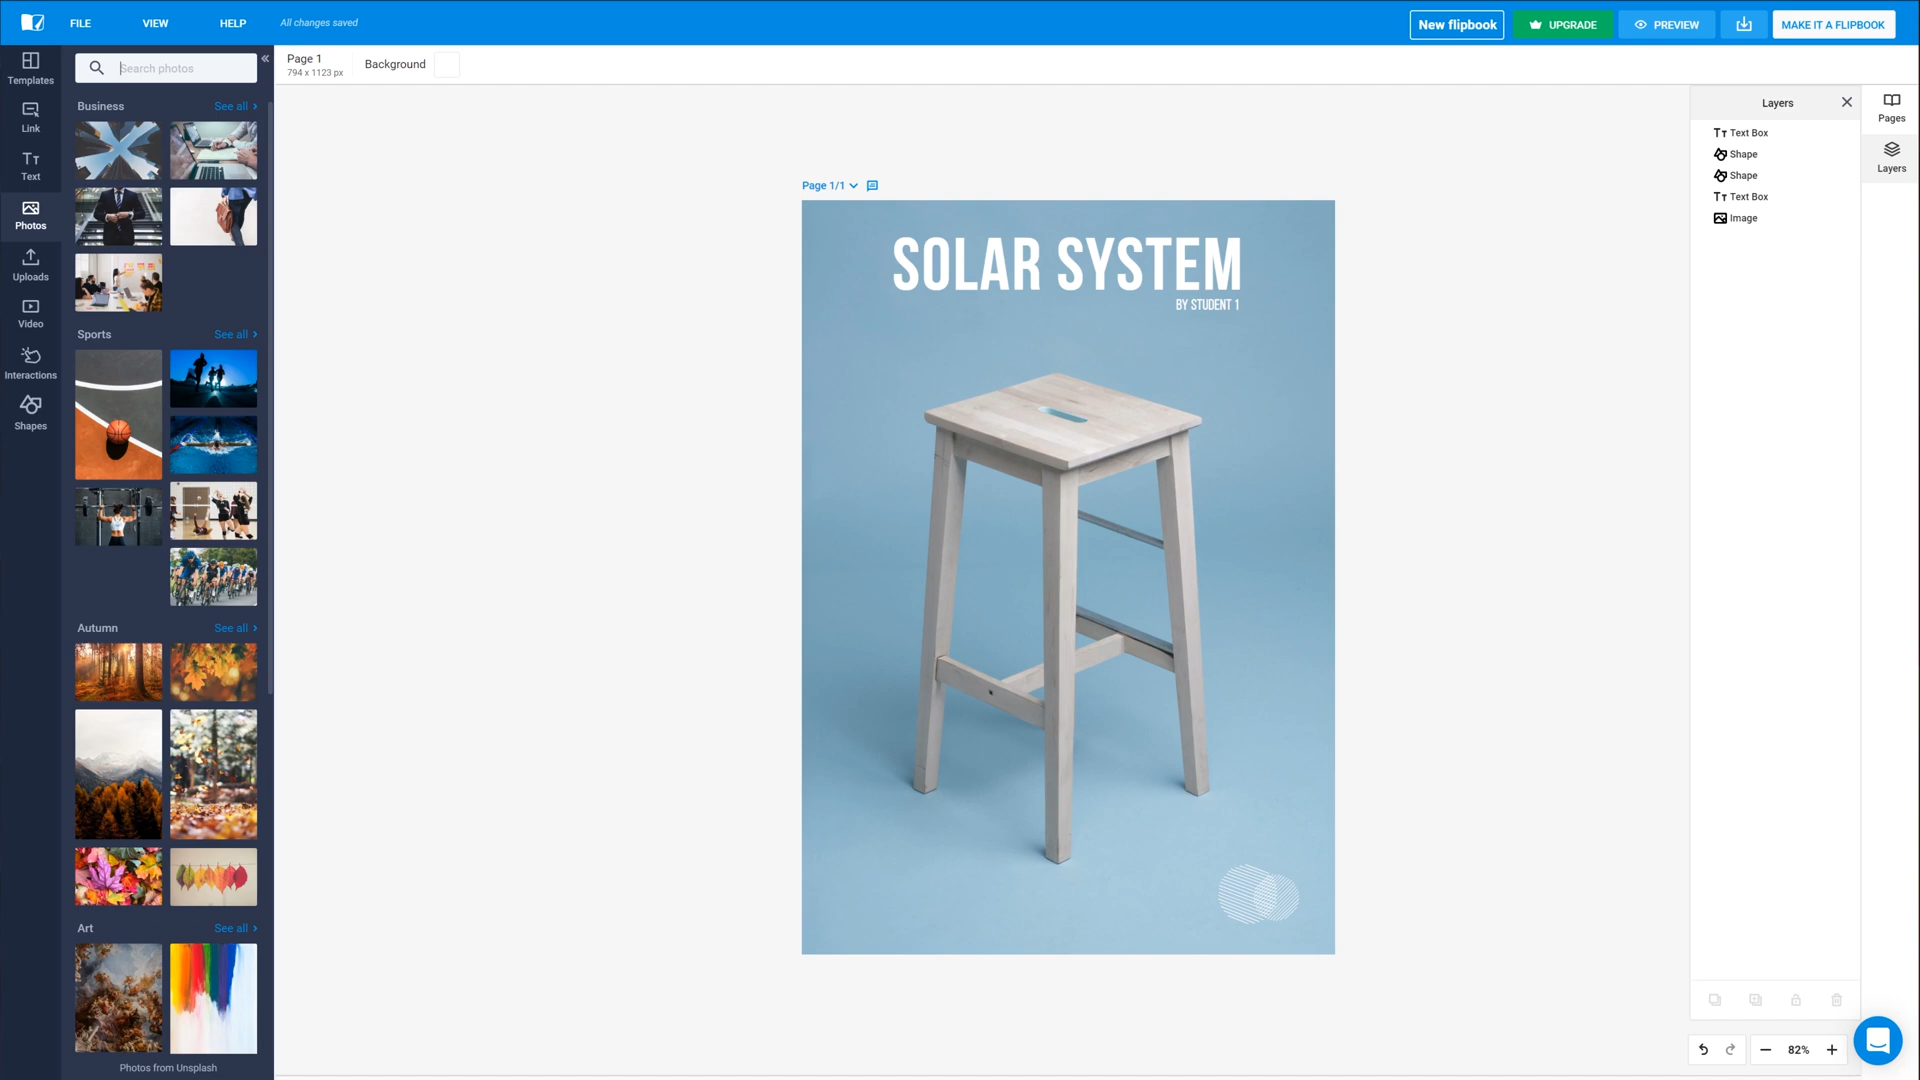 FILE
VIEW
HELP
All changes saved
New flipbook
UPGRADE
PREVIEW
MAKE IT A FLIPBOOK
Templates
Link
Text
Photos
Uploads
Video
Interactions
Shapes
Search photos
Business
See all
Sports
See all
Autumn
See all
Art
See all
Photos from Unsplash
Page 1
794 x 1123 px
Background
Page 1/1
SOLAR SYSTEM
BY STUDENT 1
Layers
Tт Text Box
Shape
Shape
Tт Text Box
Image
Pages
Layers
82%